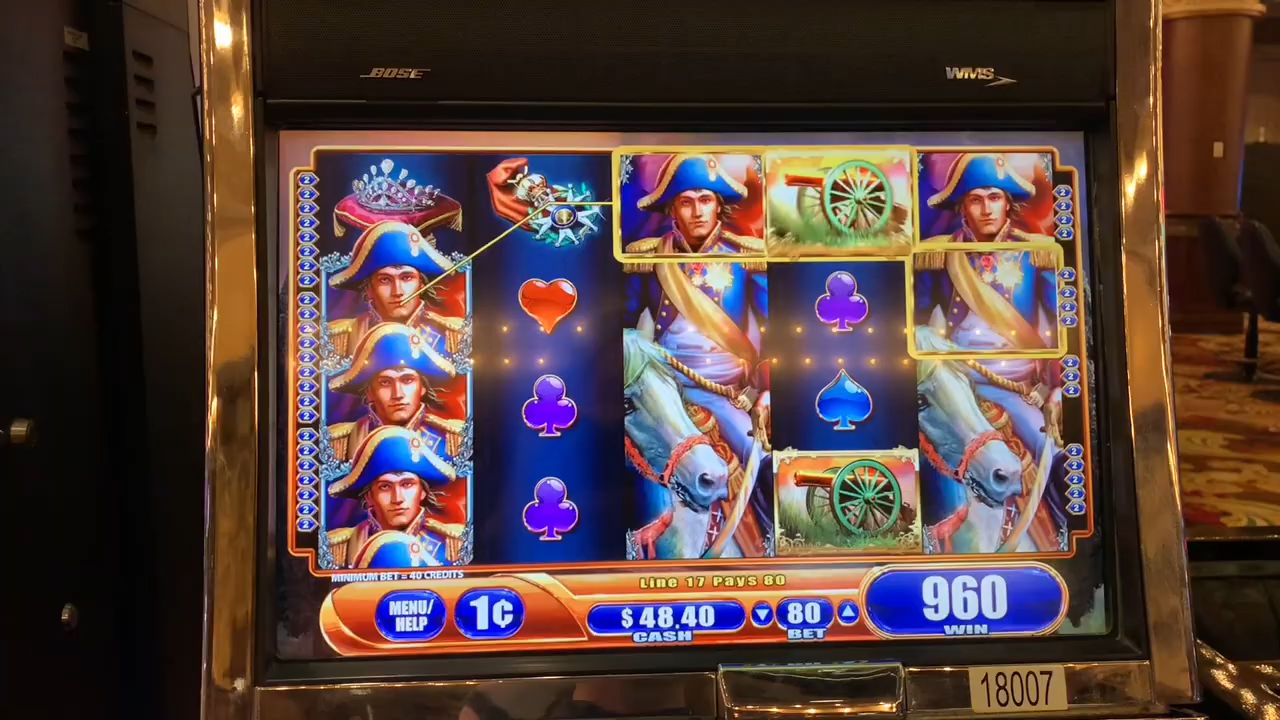 BOSE
WMS
MINIMUM BET = 40 CREDITS
Line 17 Pays 80
MENU/
HELP
1¢
$48.40
CASH
80
BET
960
WIN
18007